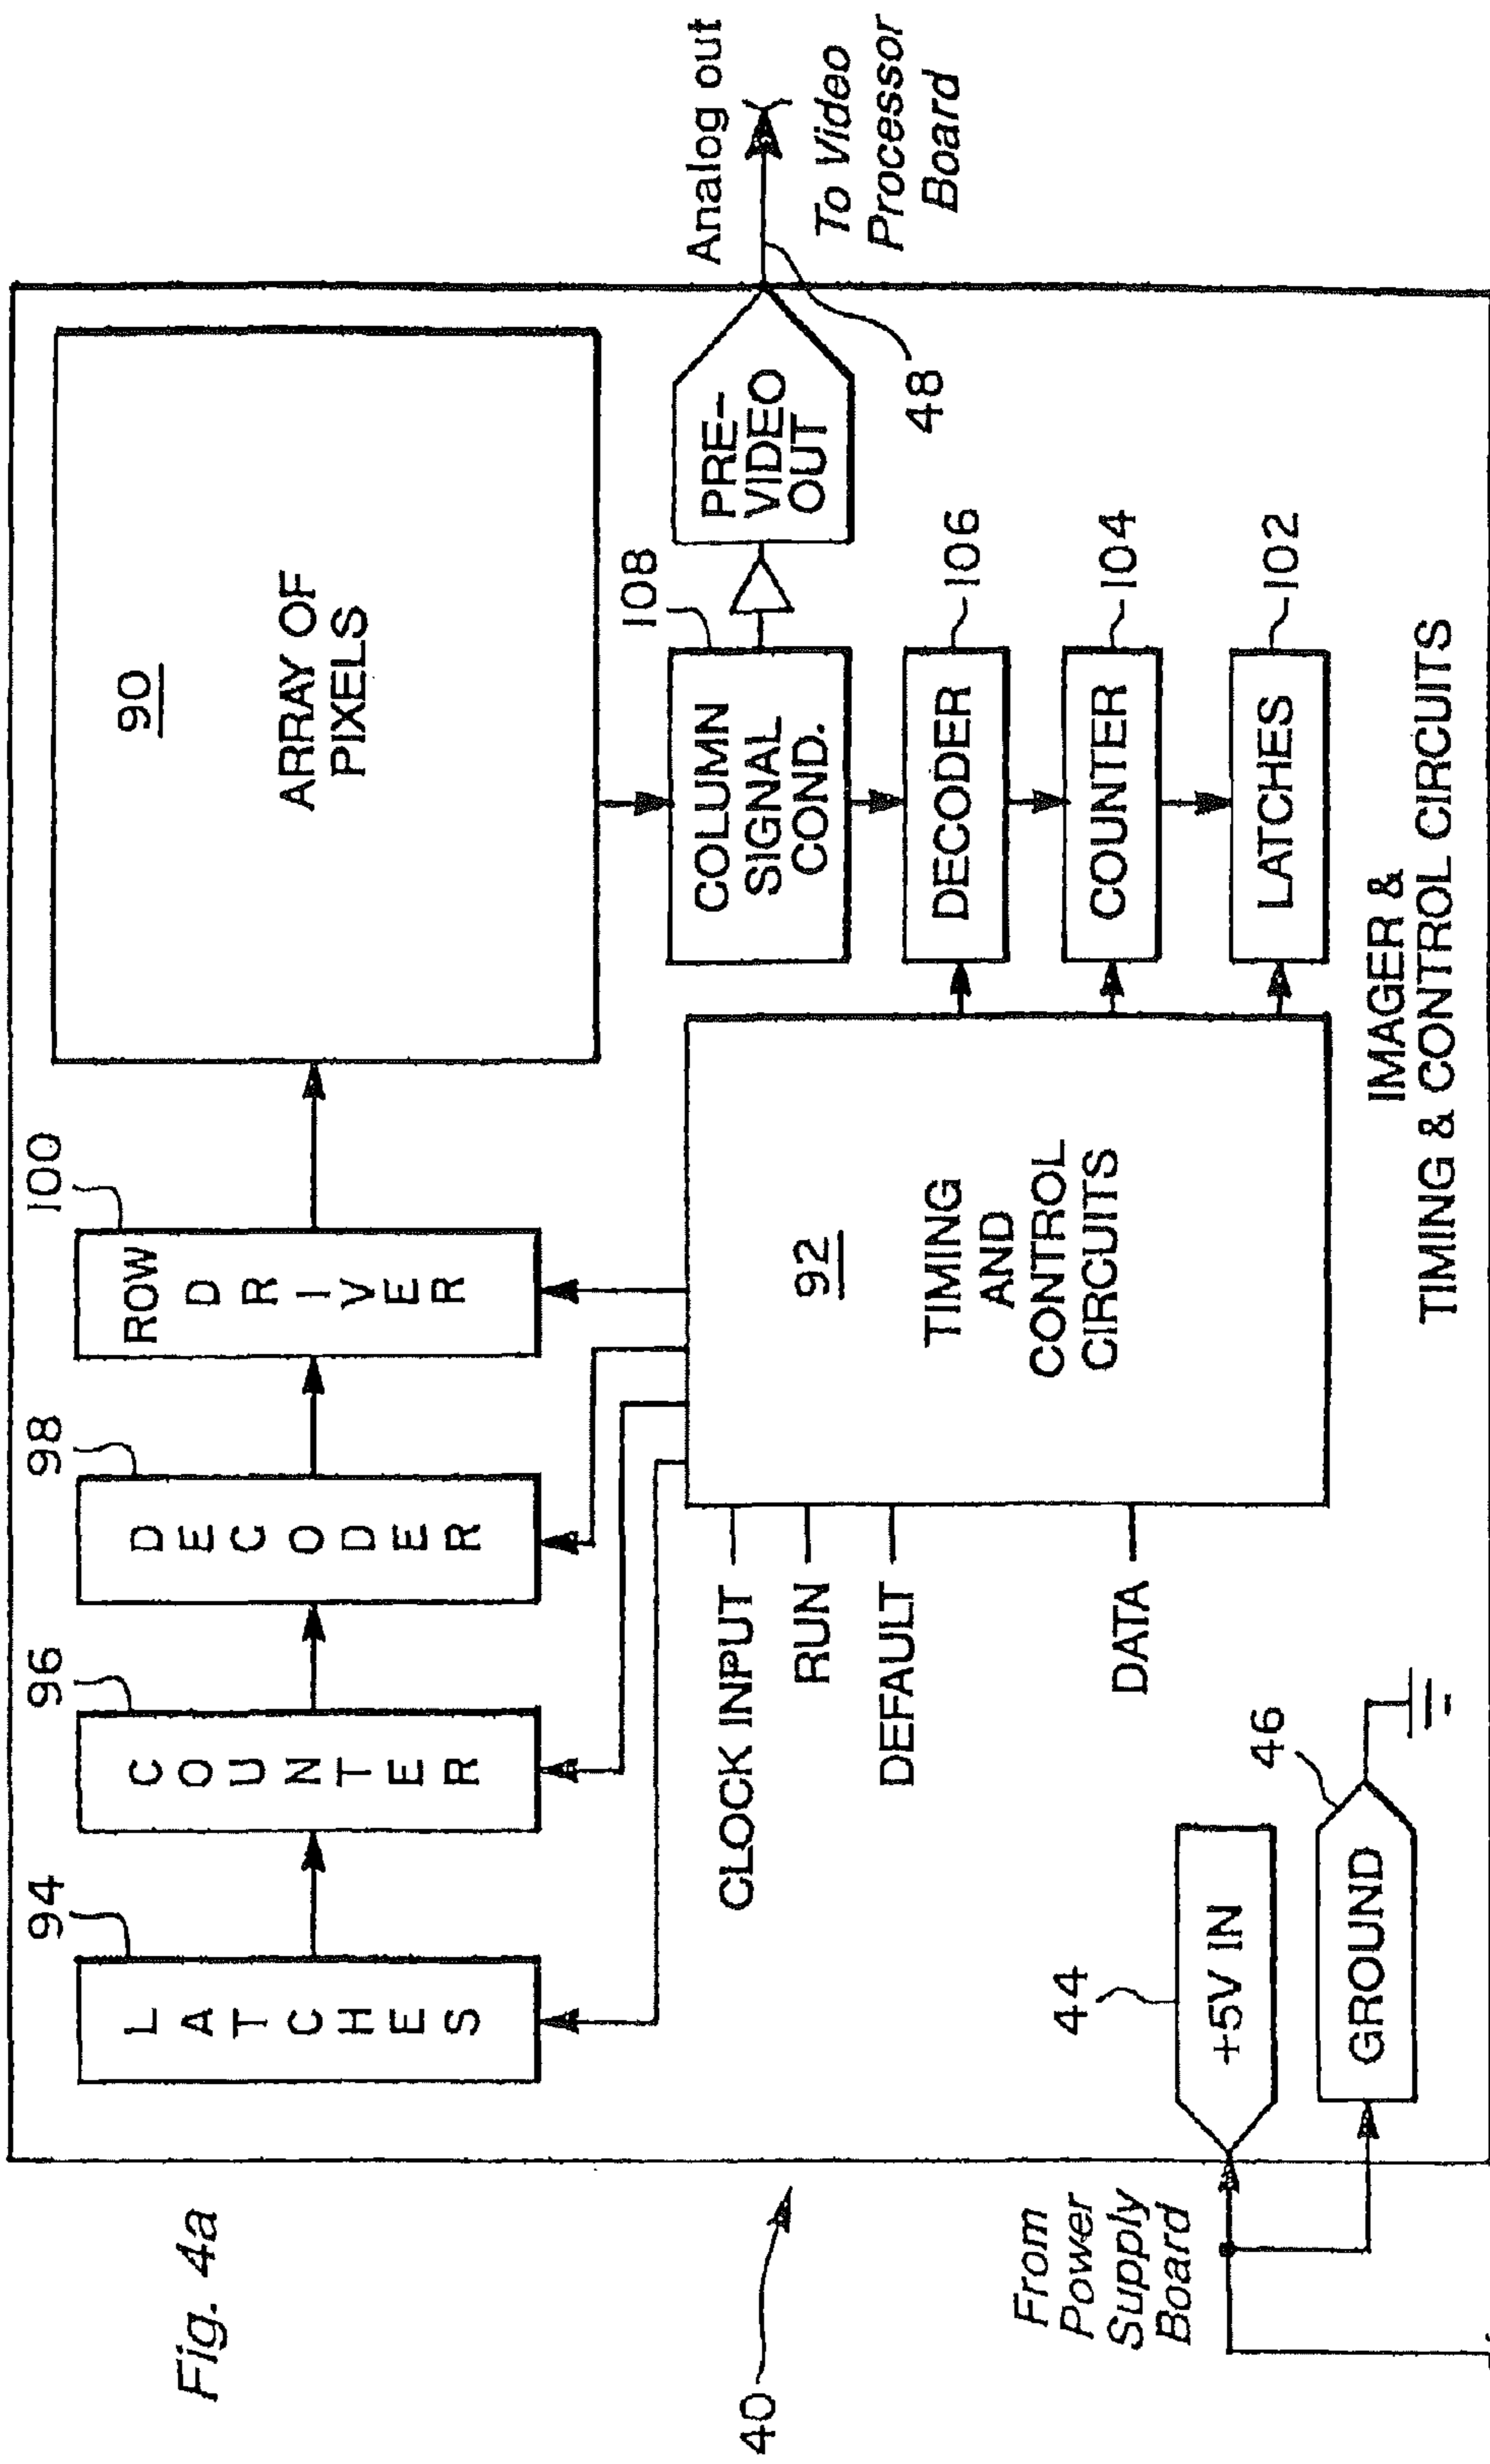 Fig. 4a
94
96
98
100
LATCHES
COUNTER
DECODER
ROW
DRIVER
90
ARRAY OF
PIXELS
108
COLUMN
SIGNAL
COND.
PRE-
VIDEO
OUT
Analog out
To Video
Processor
Board
48
CLOCK INPUT
RUN
DEFAULT
DATA
92
TIMING
AND
CONTROL
CIRCUITS
DECODER
106
COUNTER
104
LATCHES
102
40
From
Power
Supply
Board
44
+5V IN
46
GROUND
IMAGER &
TIMING & CONTROL CIRCUITS